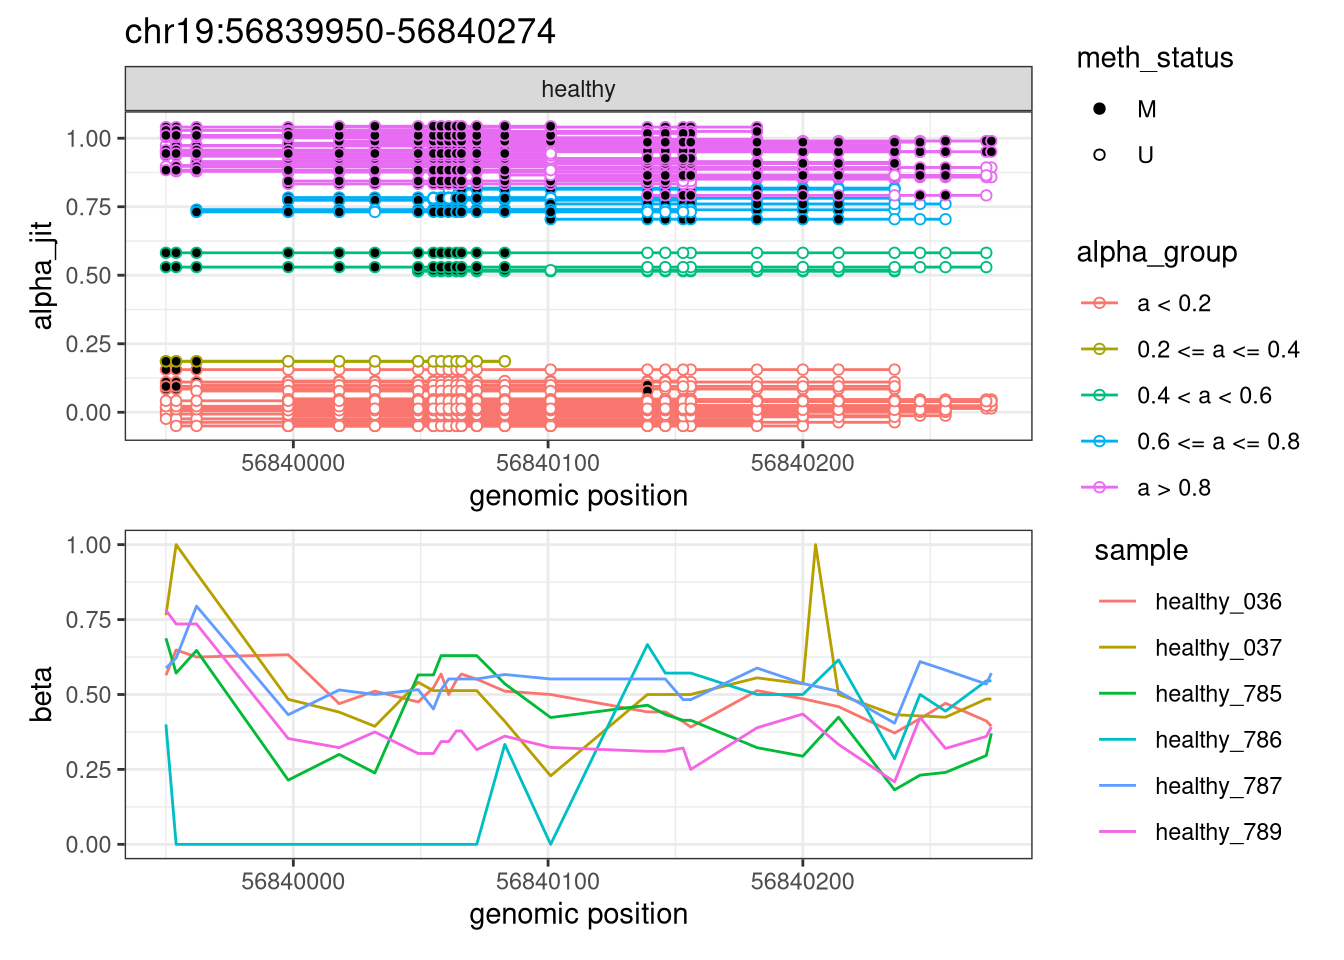 chr19:56839950-56840274
healthy
1.00
0.75
0.50
0.25
0.00
alpha_jit
56840000
56840100
56840200
genomic position
meth_status
M
U
alpha_group
a < 0.2
0.2 <= a <= 0.4
0.4 < a < 0.6
0.6 <= a <= 0.8
a > 0.8
1.00
0.75
0.50
0.25
0.00
beta
56840000
56840100
56840200
genomic position
sample
healthy_036
healthy_037
healthy_785
healthy_786
healthy_787
healthy_789